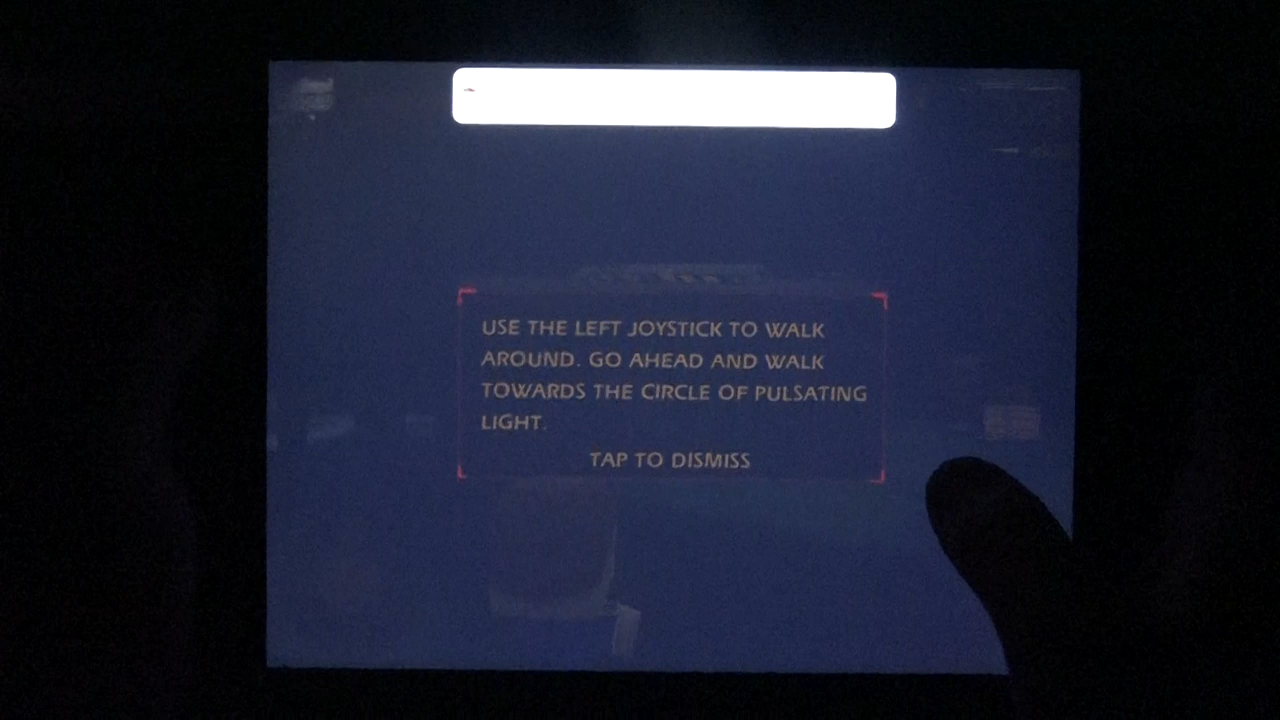 USE THE LEFT JOYSTICK TO WALK
AROUND. GO AHEAD AND WALK
TOWARDS THE CIRCLE OF PULSATING
LIGHT.
TAP TO DISMISS